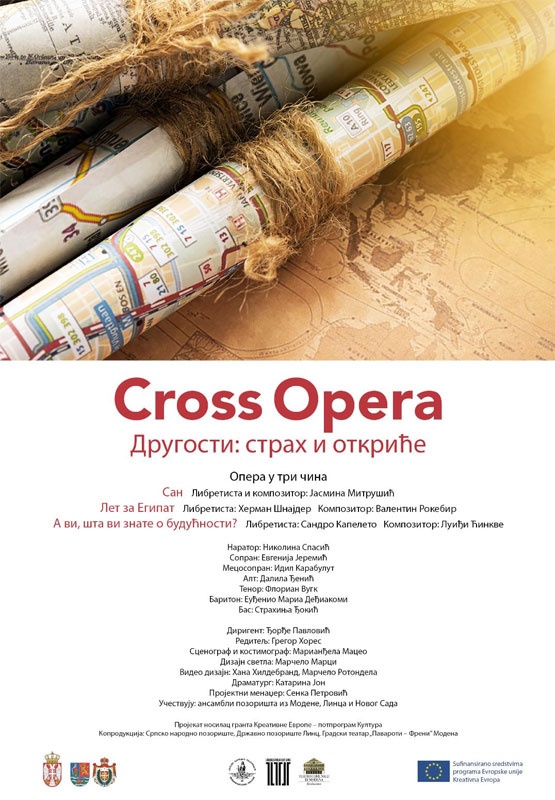 Cross Opera
Другости: страх и откриће
Опера у три чина
Сан Либретиста и композитор: Јасмина Митрушић
Лет за Египат Либретиста: Херман Шнајдер Композитор: Валентин Рокебир
А ви, шта ви знате о будућности? Либретиста: Сандро Капелето Композитор: Луиђи Ћинкве
Наратор: Николина Спасић
Сопран: Евгенија Јеремић
Мецосопран: Идил Карабулут
Алт: Далила Ђенић
Тенор: Флориан Вугк
Баритон: Еуђенио Мариа Деђиакоми
Бас: Страхиња Ђокић
Диригент: Ђорђе Павловић
Редитељ: Грегор Хорес
Сценограф и костимограф: Марианђела Мацео
Дизајн светла: Марчело Марци
Видео дизајн: Хана Хилдебранд, Марчело Ротондела
Драматург: Катарина Јон
Пројектни менаџер: Сенка Петровић
Учествују: ансамбли позоришта из Модене, Линца и Новог Сада
Пројекат носилац гранта Креативне Европе – потпрограм Култура
Копродукција: Српско народно позориште, Државно позориште Линц, Градски театар „Павароти – Френи” Модена
Sufinansirano sredstvima
programa Evropske unije
Kreativna Evropa